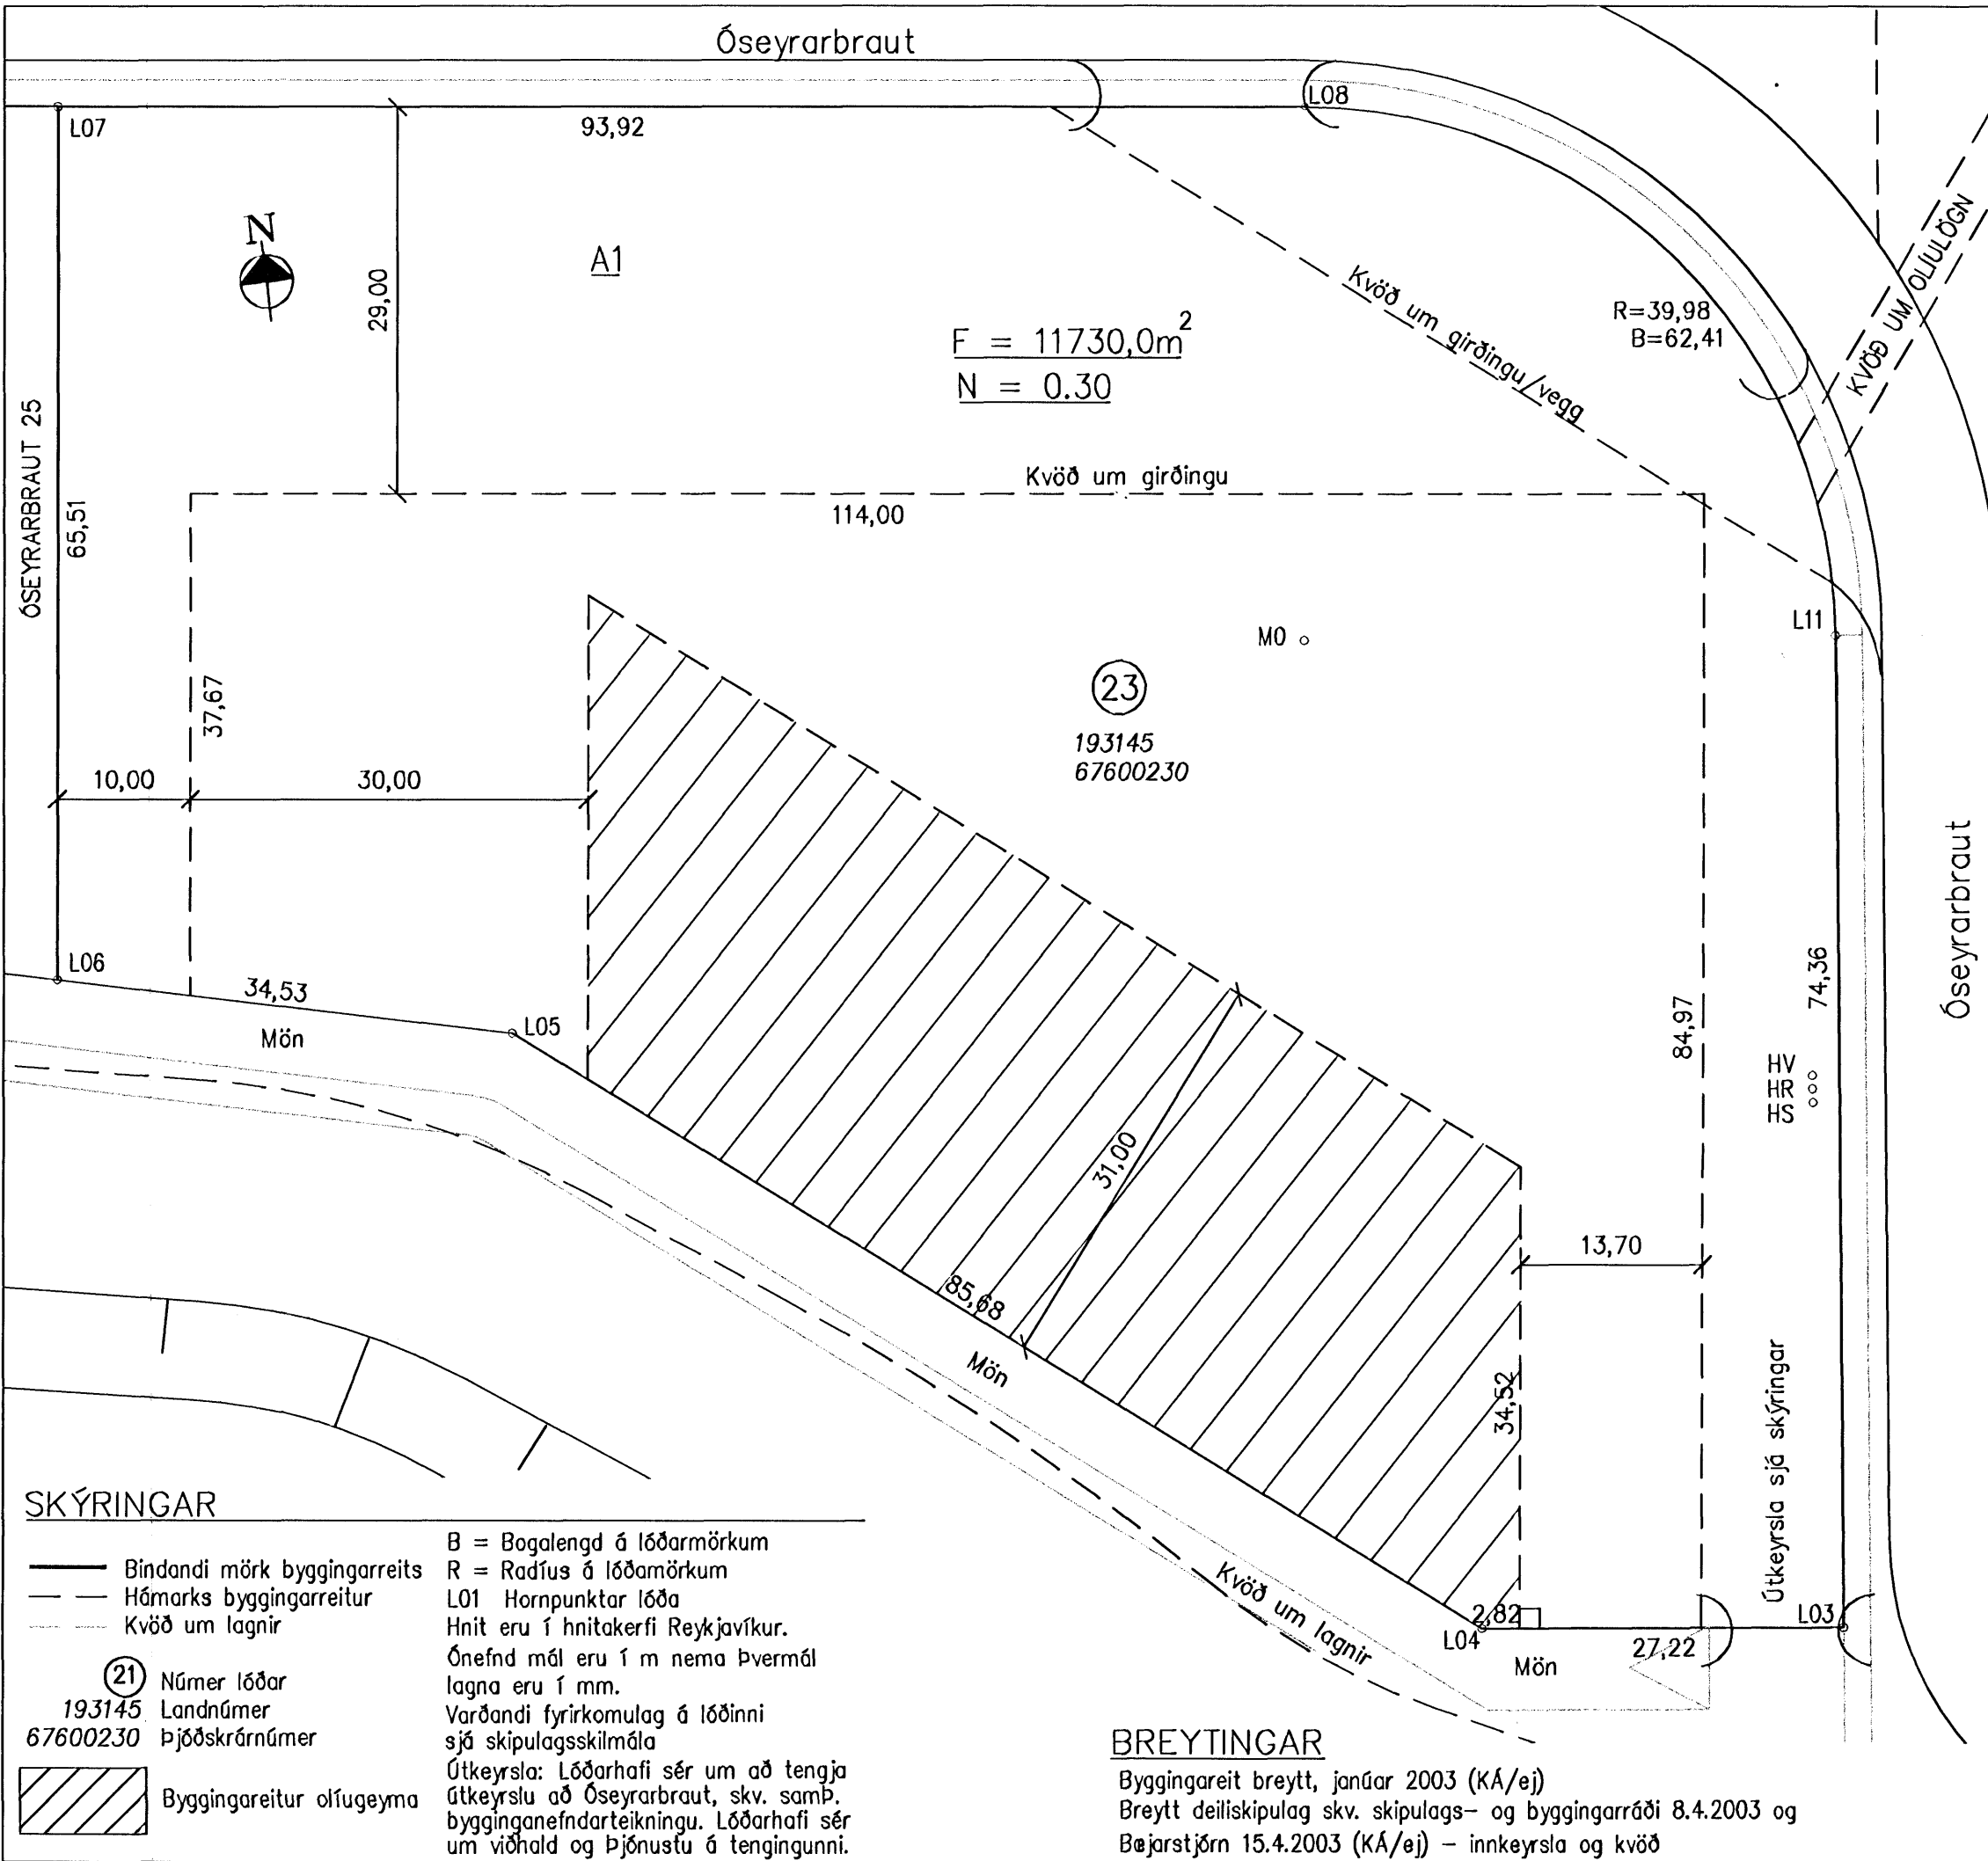 Óseyrarbraut
L07
93,92
L08
N
A1
29,00
F = 11730,0m²
N = 0.30
Kvöð um girðingu/vegg
R=39,98
B=62,41
KVÖÐ UM OLÍULÖGN
ÓSEYRARBRAUT 25
65,51
Kvöð um girðingu
114,00
L11
M0
23
193145
67600230
37,67
10,00
30,00
Óseyrarbraut
L06
34,53
L05
Mön
74,36
84,97
HV
HR
HS
31,00
13,70
85,68
Mön
34,52
Útkeyrsla sjá skýringar
Kvöð um lagnir
2,82
L04
L03
27,22
Mön
SKÝRINGAR
Bindandi mörk byggingarreits
Hámarks byggingarreitur
Kvöð um lagnir
21 Númer lóðar
193145 Landnúmer
67600230 Þjóðskrárnúmer
Byggingareitur olíugeyma
B = Bogalengd á lóðarmörkum
R = Radíus á lóðamörkum
L01 Hornpunktar lóða
Hnit eru í hnitakerfi Reykjavíkur.
Ónefnd mál eru í m nema Þvermál
lagna eru í mm.
Varðandi fyrirkomulag á lóðinni
sjá skipulagsskilmála
Útkeyrsla: Lóðarhafi sér um að tengja
útkeyrslu að Óseyrarbraut, skv. samÞ.
bygginganefndarteikningu. Lóðarhafi sér
um viðhald og Þjónustu á tengingunni.
BREYTINGAR
Byggingareit breytt, janúar 2003 (KÁ/ej)
Breytt deiliskipulag skv. skipulags- og byggingarráði 8.4.2003 og
Bæjarstjórn 15.4.2003 (KÁ/ej) – innkeyrsla og kvöð